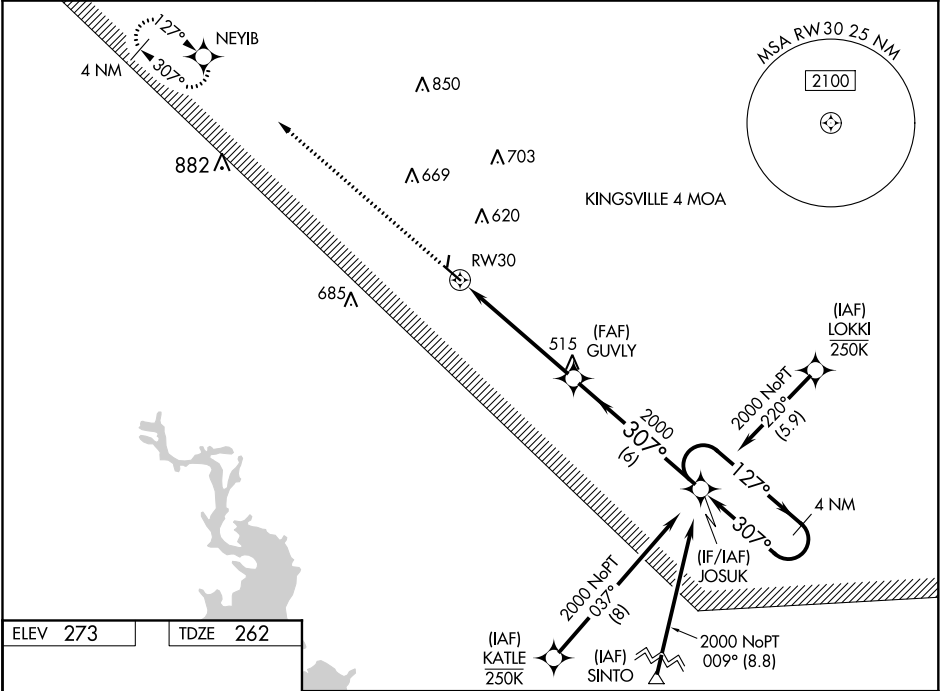 127°
NEYIB
4 NM
307°
850
882
669
703
620
KINGSVILLE 4 MOA
MSA RW30 25 NM
2100
RW30
685
515
(FAF)
GUVLY
(IAF)
LOKKI
250K
2000 NoPT
220°
(5.9)
2000
307°
(6)
127°
4 NM
307°
(IF/IAF)
JOSUK
2000 NoPT
037°
(8)
2000 NoPT
009° (8.8)
(IAF)
KATLE
250K
(IAF)
SINTO
ELEV 273
TDZE 262